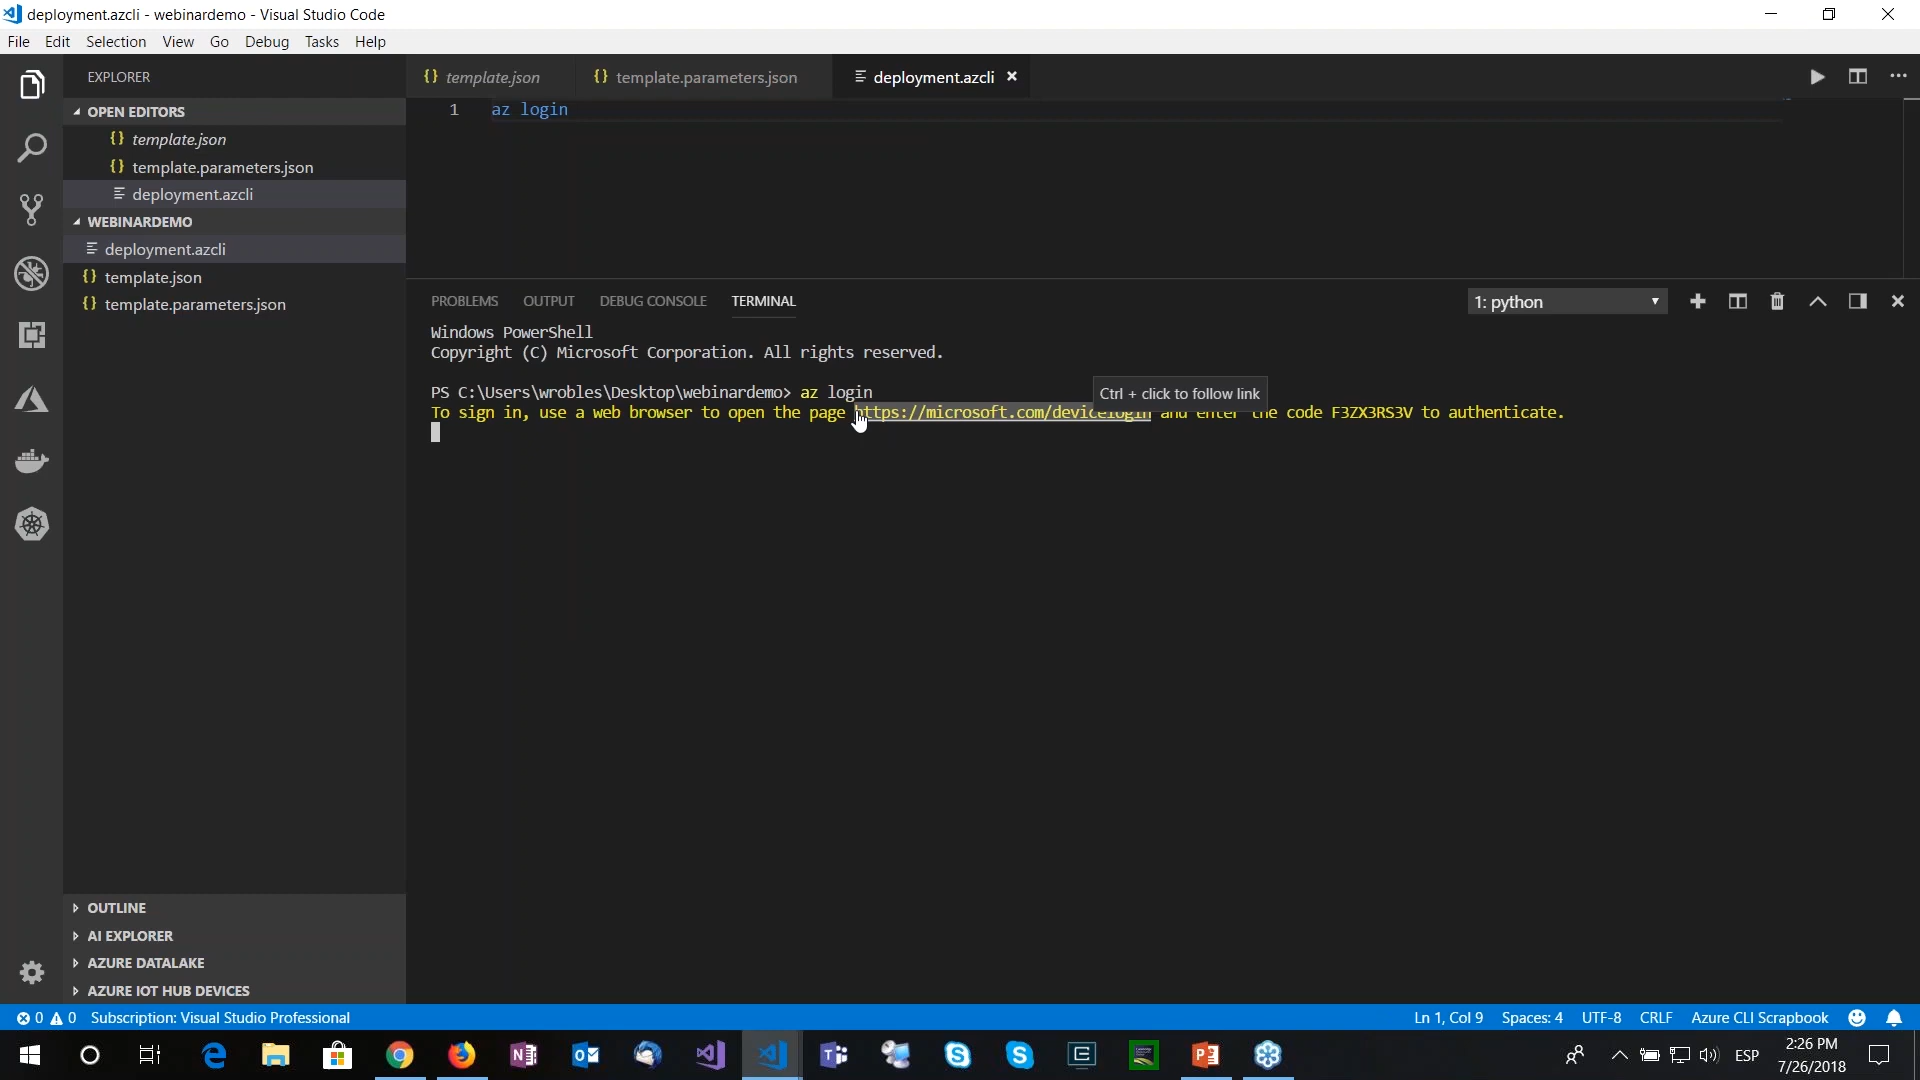 deployment.azcli - webinardemo - Visual Studio Code
File Edit Selection View Go Debug Tasks Help
EXPLORER
OPEN EDITORS
{} template.json
{} template.parameters.json
deployment.azcli
WEBINARDEMO
deployment.azcli
{} template.json
{} template.parameters.json
OUTLINE
AI EXPLORER
AZURE DATALAKE
AZURE IOT HUB DEVICES
{} template.json {} template.parameters.json deployment.azcli
1 az login
PROBLEMS OUTPUT DEBUG CONSOLE TERMINAL 1: python
Windows PowerShell
Copyright (C) Microsoft Corporation. All rights reserved.
PS C:\Users\wrobles\Desktop\webinardemo> az login
Ctrl + click to follow link
To sign in, use a web browser to open the page https://microsoft.com/devicelogin and enter the code F3ZX3RS3V to authenticate.
0 0 Subscription: Visual Studio Professional Ln 1, Col 9 Spaces: 4 UTF-8 CRLF Azure CLI Scrapbook
ESP 2:26 PM
7/26/2018